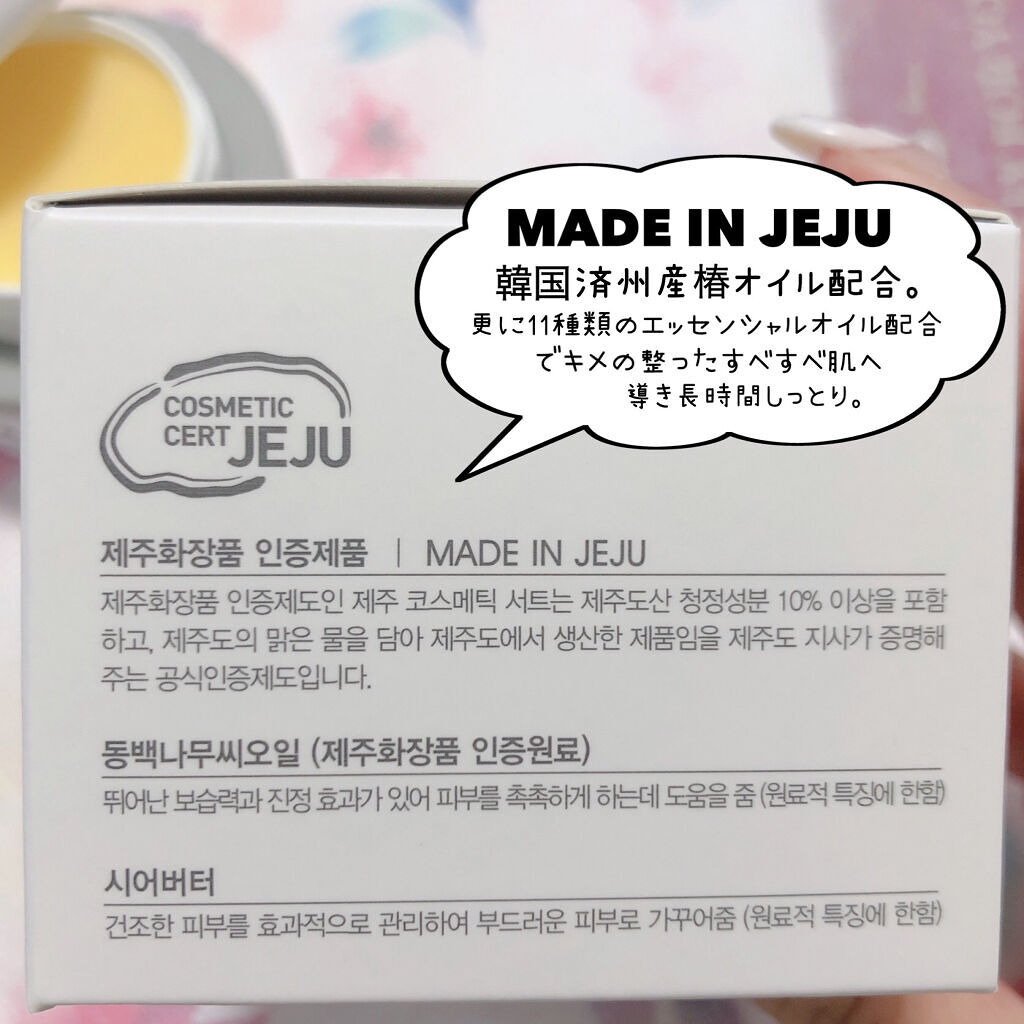 MADE IN JEJU
韓国済州産椿オイル配合。
更に11種類のエッセンシャルオイル配合
でキメの整ったすべすべ肌へ
導き長時間しっとり。
COSMETIC
CERT JEJU
제주화장품 인증제품 | MADE IN JEJU
제주화장품 인증제도인 제주 코스메틱 서트는 제주도산 청정성분 10% 이상을 포함
하고, 제주도의 맑은 물을 담아 제주도에서 생산한 제품임을 제주도 지사가 증명해
주는 공식인증제도입니다.
동백나무씨오일 (제주화장품 인증원료)
뛰어난 보습력과 진정 효과가 있어 피부를 촉촉하게 하는데 도움을 줌 (원료적 특징에 한함)
시어버터
건조한 피부를 효과적으로 관리하여 부드러운 피부로 가꾸어줌 (원료적 특징에 한함)